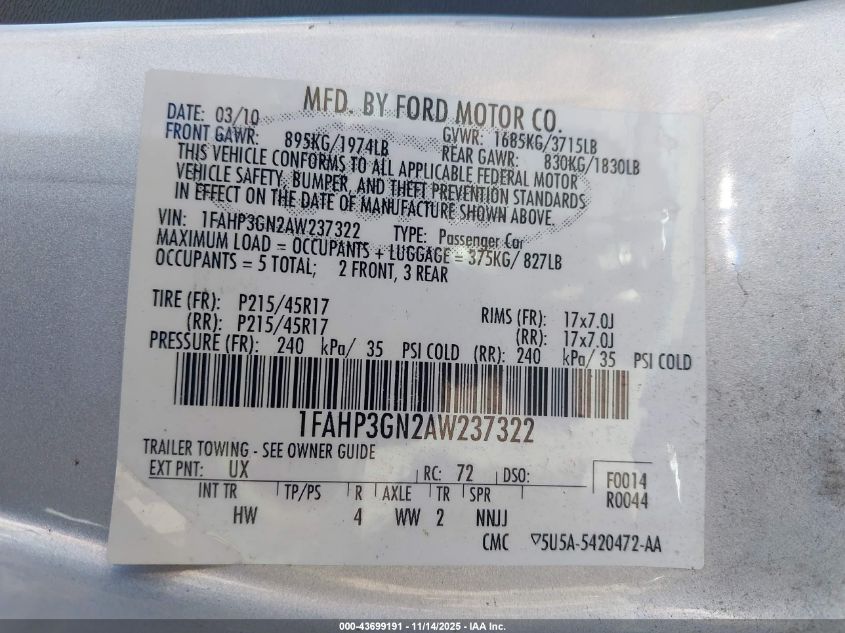 MFD. BY FORD MOTOR CO.
DATE: 03/10 GVWR: 1685KG/3715LB
FRONT GAWR: 895KG/1974LB REAR GAWR: 830KG/1830LB
THIS VEHICLE CONFORMS TO ALL APPLICABLE FEDERAL MOTOR
VEHICLE SAFETY, BUMPER, AND THEFT PREVENTION STANDARDS
IN EFFECT ON THE DATE OF MANUFACTURE SHOWN ABOVE.
VIN: 1FAHP3GN2AW237322 TYPE: Passenger Car
MAXIMUM LOAD = OCCUPANTS + LUGGAGE = 375KG/ 827LB
OCCUPANTS = 5 TOTAL; 2 FRONT, 3 REAR
TIRE (FR): P215/45R17 RIMS (FR): 17x7.0J
(RR): P215/45R17 (RR): 17x7.0J
PRESSURE (FR): 240 kPa/ 35 PSI COLD (RR): 240 kPa/ 35 PSI COLD
1FAHP3GN2AW237322
TRAILER TOWING - SEE OWNER GUIDE
EXT PNT: UX RC: 72 DSO: F0014
R0044
INT TR TP/PS R AXLE TR SPR
HW 4 WW 2 NNJJ
CMC ▽5U5A-5420472-AA
000-43699191 - 11/14/2025 - IAA Inc.